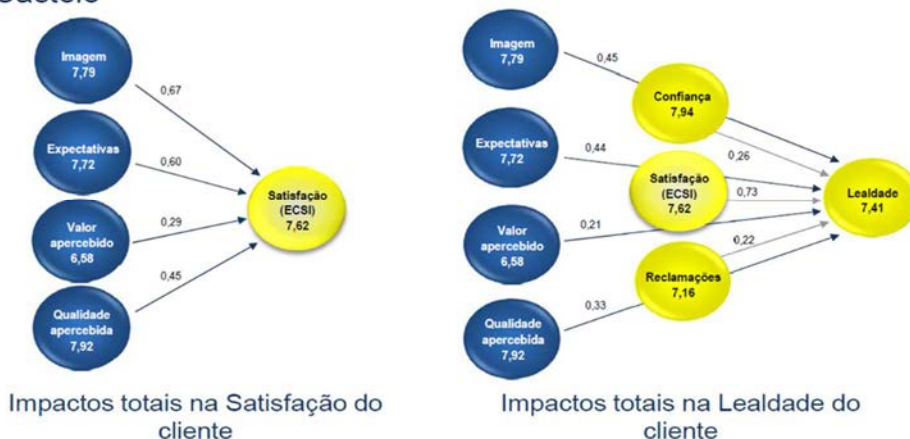 Imagem
7,79
0,67
Expectativas
7,72
0,60
Satisfação
(ECSI)
7,62
Valor
apercebido
6,58
0,29
0,45
Qualidade
apercebida
7,92
Impactos totais na Satisfação do
cliente
Imagem
7,79
0,45
Confiança
7,94
Expectativas
7,72
0,44
0,26
Satisfação
(ECSI)
7,62
0,73
Lealdade
7,41
Valor
apercebido
6,58
0,21
0,22
Reclamações
7,16
Qualidade
apercebida
7,92
0,33
Impactos totais na Lealdade do
cliente